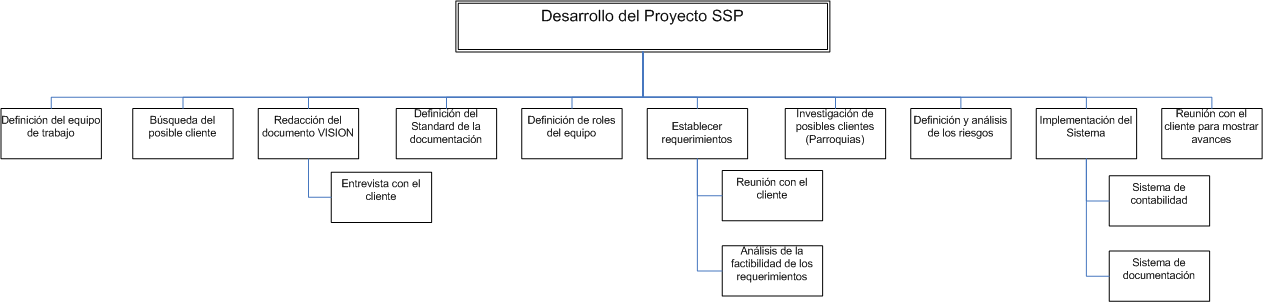 Desarrollo del Proyecto SSP
Definición del equipo
de trabajo
Búsqueda del
posible cliente
Redacción del
documento VISION
Definición del
Standard de la
documentación
Definición de roles
del equipo
Establecer
requerimientos
Investigación de
posibles clientes
(Parroquias)
Definición y análisis
de los riesgos
Implementación del
Sistema
Reunión con el
cliente para mostrar
avances
Entrevista con el
cliente
Reunión con el
cliente
Análisis de la
factibilidad de los
requerimientos
Sistema de
contabilidad
Sistema de
documentación